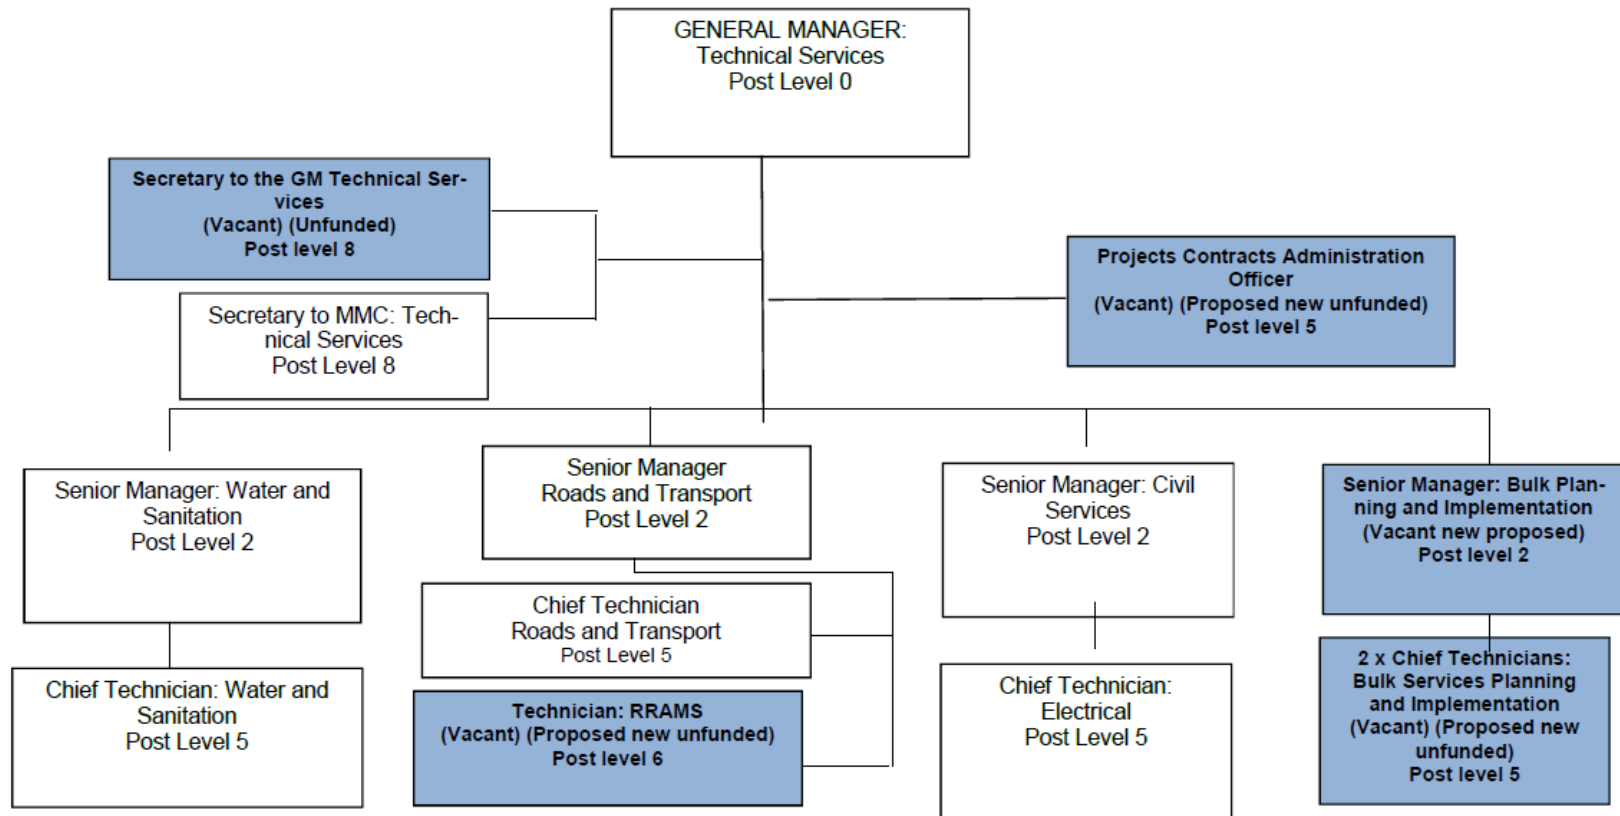 GENERAL MANAGER:
Technical Services
Post Level 0
Secretary to the GM Technical Ser-
vices
(Vacant) (Unfunded)
Post level 8
Projects Contracts Administration
Officer
(Vacant) (Proposed new unfunded)
Post level 5
Secretary to MMC: Tech-
nical Services
Post Level 8
Senior Manager: Water and
Sanitation
Post Level 2
Senior Manager
Roads and Transport
Post Level 2
Senior Manager: Civil
Services
Post Level 2
Senior Manager: Bulk Plan-
ning and Implementation
(Vacant new proposed)
Post level 2
Chief Technician: Water and
Sanitation
Post Level 5
Chief Technician
Roads and Transport
Post Level 5
Technician: RRAMS
(Vacant) (Proposed new unfunded)
Post level 6
Chief Technician:
Electrical
Post Level 5
2 x Chief Technicians:
Bulk Services Planning
and Implementation
(Vacant) (Proposed new
unfunded)
Post level 5